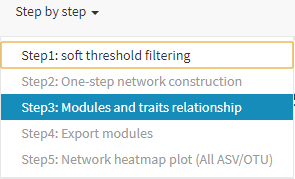 Step by step
Step1: soft threshold filtering
Step2: One-step network construction
Step3: Modules and traits relationship
Step4: Export modules
Step5: Network heatmap plot (All ASV/OTU)